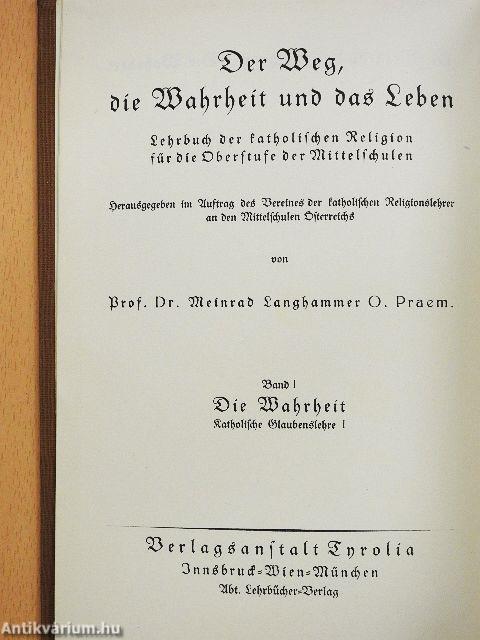 Der Weg,
die Wahrheit und das Leben
Lehrbuch der katholischen Religion
für die Oberstufe der Mittelschulen
Herausgegeben im Auftrag des Vereines der katholischen Religionslehrer
an den Mittelschulen Österreichs
von
Prof. Dr. Meinrad Langhammer O. Praem.
Band I
Die Wahrheit
Katholische Glaubenslehre I
Verlagsanstalt Tyrolia
Innsbruck-Wien-München
Abt. Lehrbücher-Verlag
Antikvárium.hu